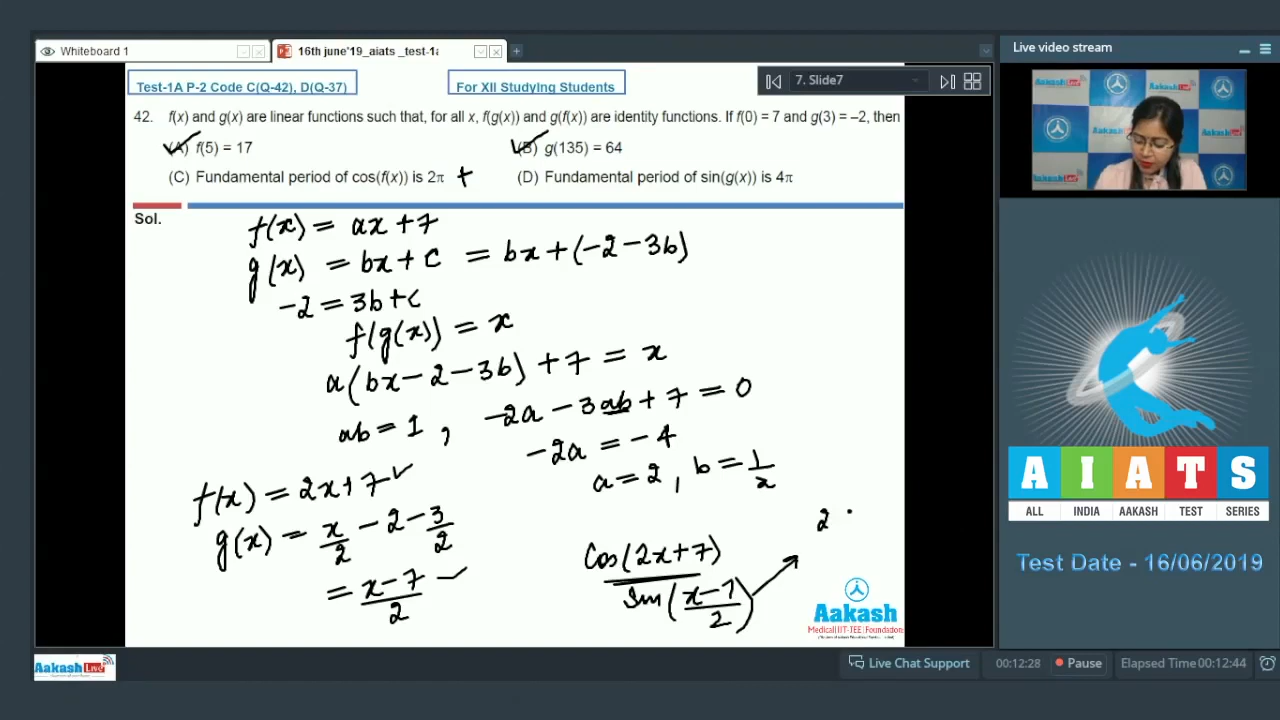 Whiteboard 1
16th june'19_aiats _test-1a
Live video stream
Test-1A P-2 Code C(Q-42), D(Q-37)
For XII Studying Students
7. Slide7
42. f(x) and g(x) are linear functions such that, for all x, f(g(x)) and g(f(x)) are identity functions. If f(0) = 7 and g(3) = –2, then
(A) f(5) = 17
(B) g(135) = 64
(C) Fundamental period of cos(f(x)) is 2π
(D) Fundamental period of sin(g(x)) is 4π
Sol.
f(x) = ax + 7
g(x) = bx + c = bx + (-2 - 3b)
-2 = 3b + c
f(g(x)) = x
a(bx - 2 - 3b) + 7 = x
ab = 1 , -2a - 3ab + 7 = 0
-2a = -4
a = 2, b = 1/2
f(x) = 2x + 7
g(x) = x/2 - 2 - 3/2
= x-7/2
cos(2x+7)
sin(x-7/2)
2
Aakash
Medical|IIT-JEE|Foundations
AIATS
ALL INDIA AAKASH TEST SERIES
Test Date - 16/06/2019
Aakash Live
Live Chat Support
00:12:28
Pause
Elapsed Time 00:12:44